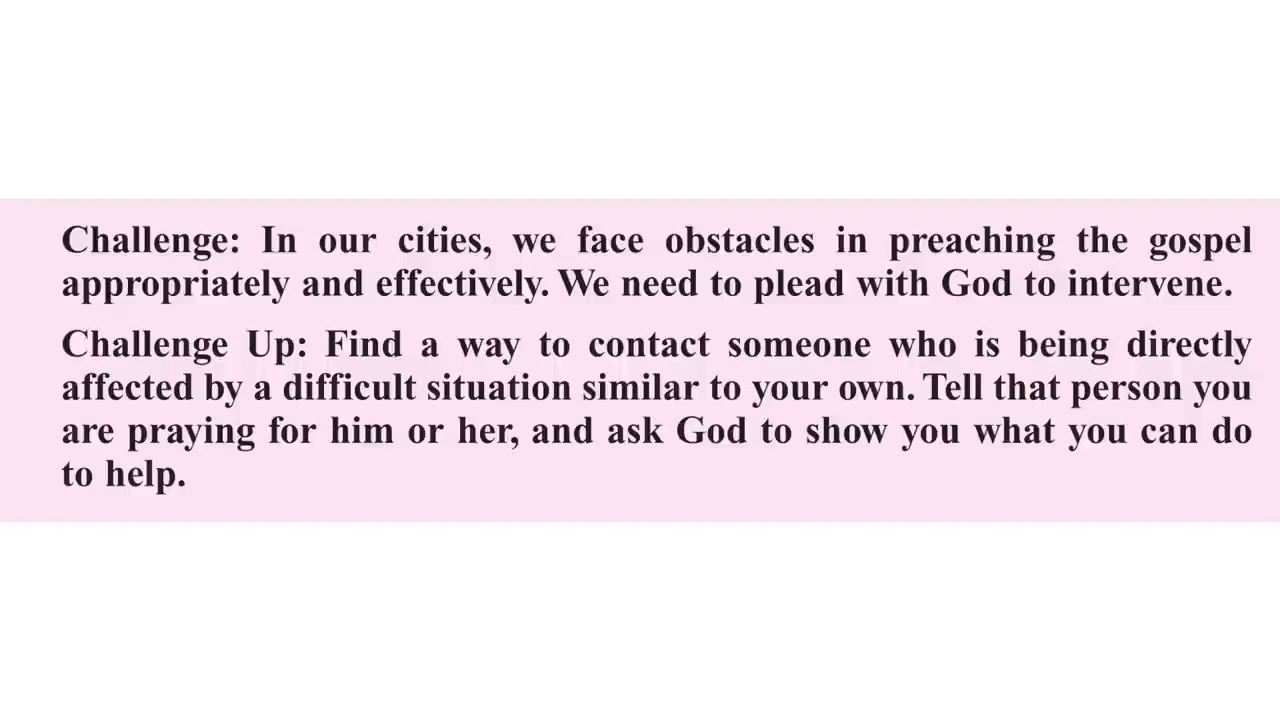 Challenge: In our cities, we face obstacles in preaching the gospel
appropriately and effectively. We need to plead with God to intervene.
Challenge Up: Find a way to contact someone who is being directly
affected by a difficult situation similar to your own. Tell that person you
are praying for him or her, and ask God to show you what you can do
to help.